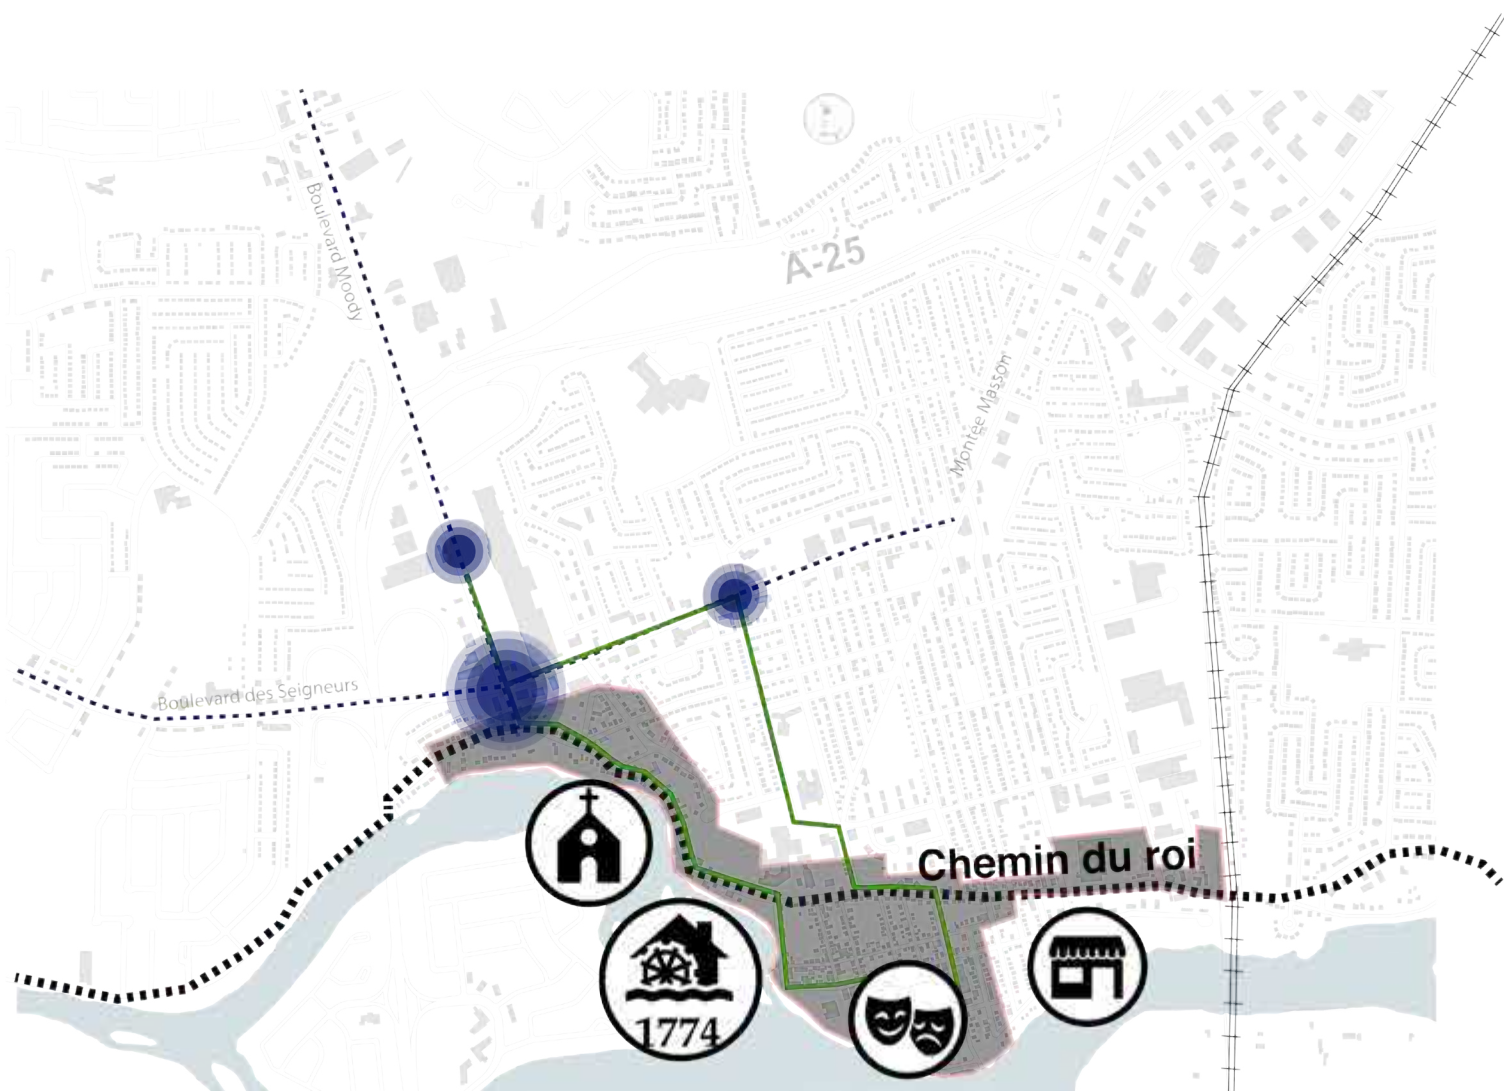 Boulevard Moody
A-25
Montée Masson
Boulevard des Seigneurs
Chemin du roi
1774